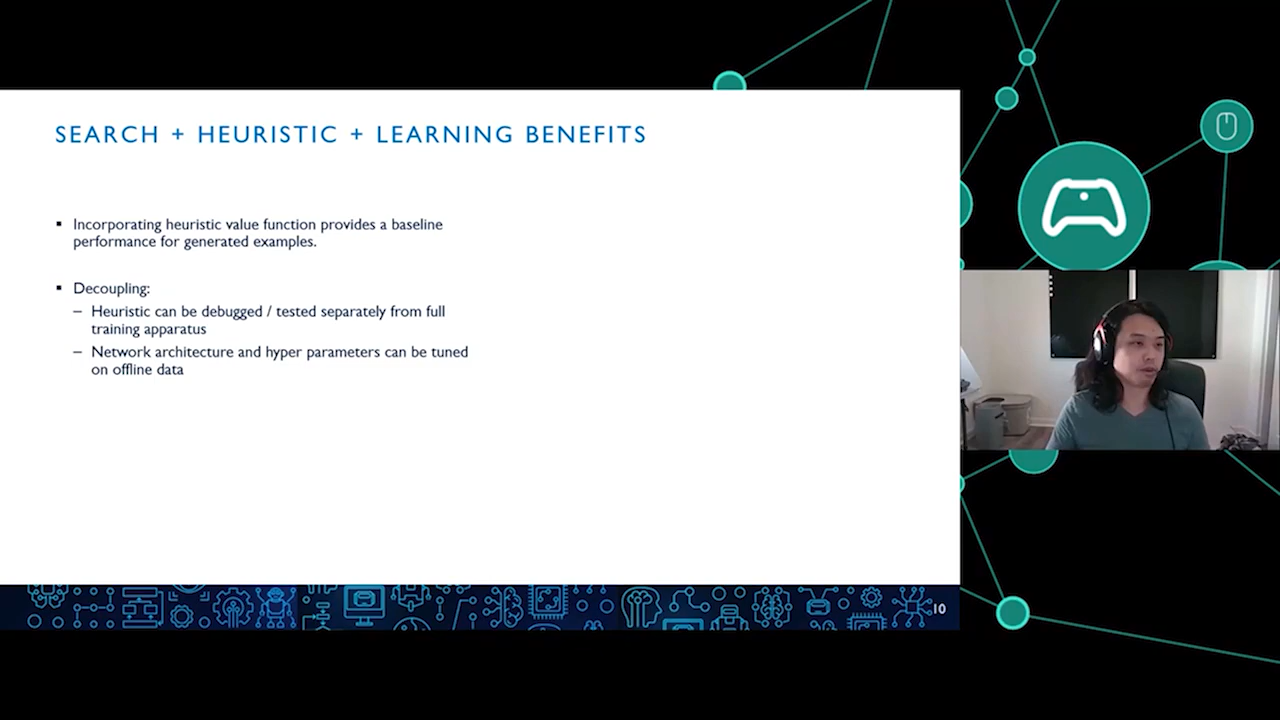 SEARCH + HEURISTIC + LEARNING BENEFITS
▪ Incorporating heuristic value function provides a baseline
performance for generated examples.
▪ Decoupling:
– Heuristic can be debugged / tested separately from full
training apparatus
– Network architecture and hyper parameters can be tuned
on offline data
10